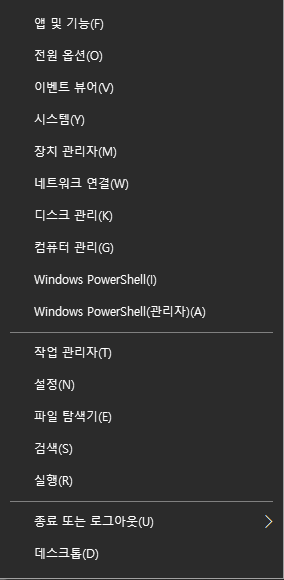 앱 및 기능(F)
전원 옵션(O)
이벤트 뷰어(V)
시스템(Y)
장치 관리자(M)
네트워크 연결(W)
디스크 관리(K)
컴퓨터 관리(G)
Windows PowerShell(I)
Windows PowerShell(관리자)(A)
작업 관리자(T)
설정(N)
파일 탐색기(E)
검색(S)
실행(R)
종료 또는 로그아웃(U)
데스크톱(D)